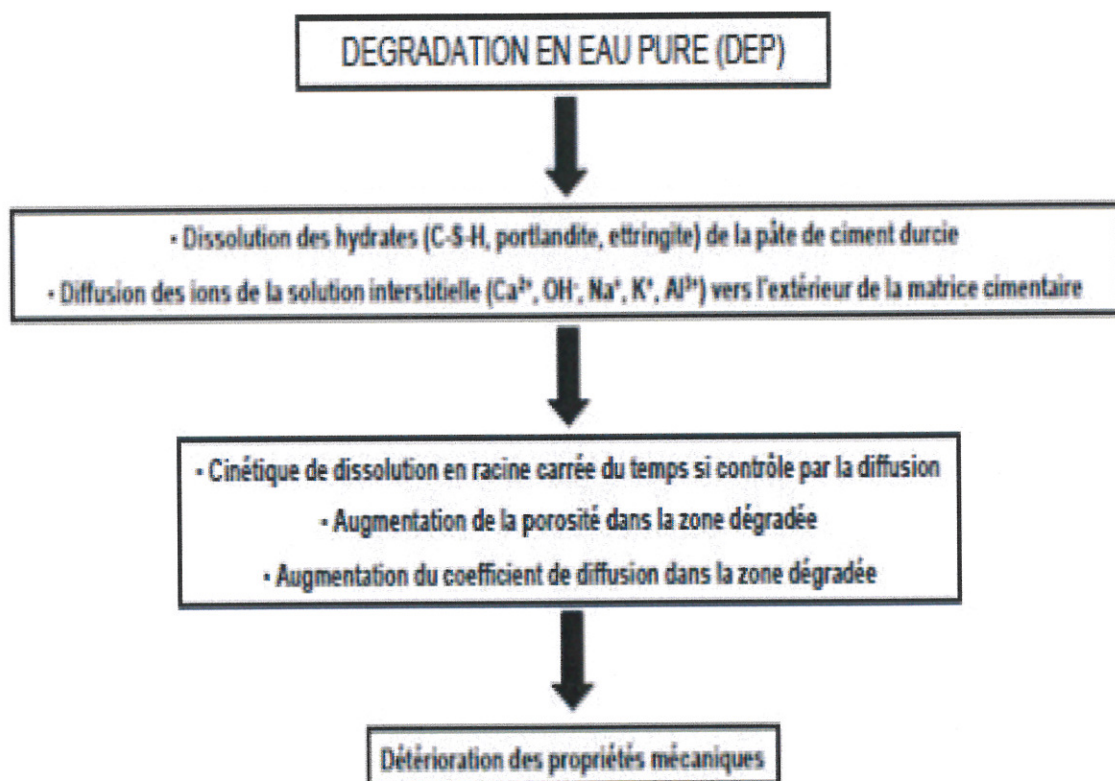 DEGRADATION EN EAU PURE (DEP)
▪ Dissolution des hydrates (C-S-H, portlandite, ettringite) de la pâte de ciment durcie
▪ Diffusion des ions de la solution interstitielle (Ca²⁺, OH⁻, Na⁺, K⁺, Al³⁺) vers l'extérieur de la matrice cimentaire
▪ Cinétique de dissolution en racine carrée du temps si contrôle par la diffusion
▪ Augmentation de la porosité dans la zone dégradée
▪ Augmentation du coefficient de diffusion dans la zone dégradée
Détérioration des propriétés mécaniques